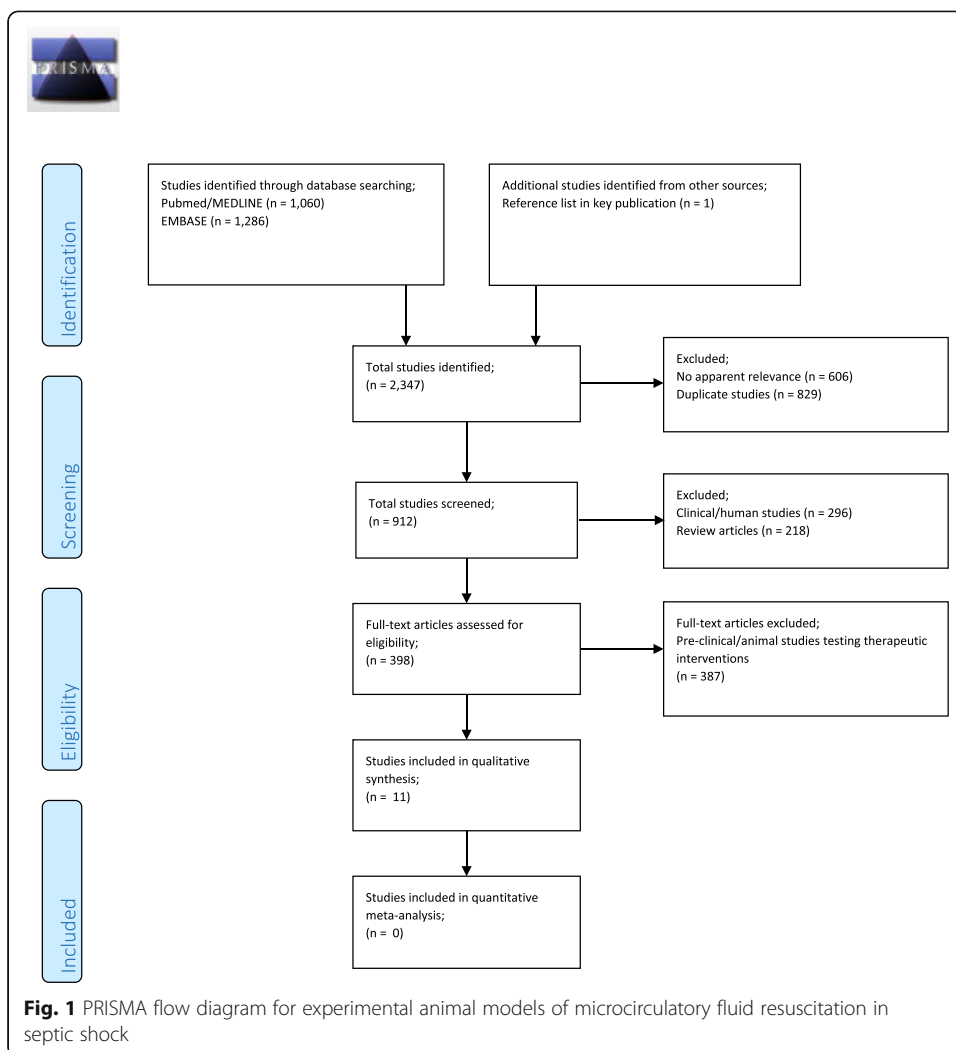 PRISMA
Identification
Studies identified through database searching;
Pubmed/MEDLINE (n = 1,060)
EMBASE (n = 1,286)
Additional studies identified from other sources;
Reference list in key publication (n = 1)
Total studies identified;
(n = 2,347)
Excluded;
No apparent relevance (n = 606)
Duplicate studies (n = 829)
Screening
Total studies screened;
(n = 912)
Excluded;
Clinical/human studies (n = 296)
Review articles (n = 218)
Eligibility
Full-text articles assessed for
eligibility;
(n = 398)
Full-text articles excluded;
Pre-clinical/animal studies testing therapeutic
interventions
(n = 387)
Studies included in qualitative
synthesis;
(n = 11)
Included
Studies included in quantitative
meta-analysis;
(n = 0)
Fig. 1 PRISMA flow diagram for experimental animal models of microcirculatory fluid resuscitation in
septic shock